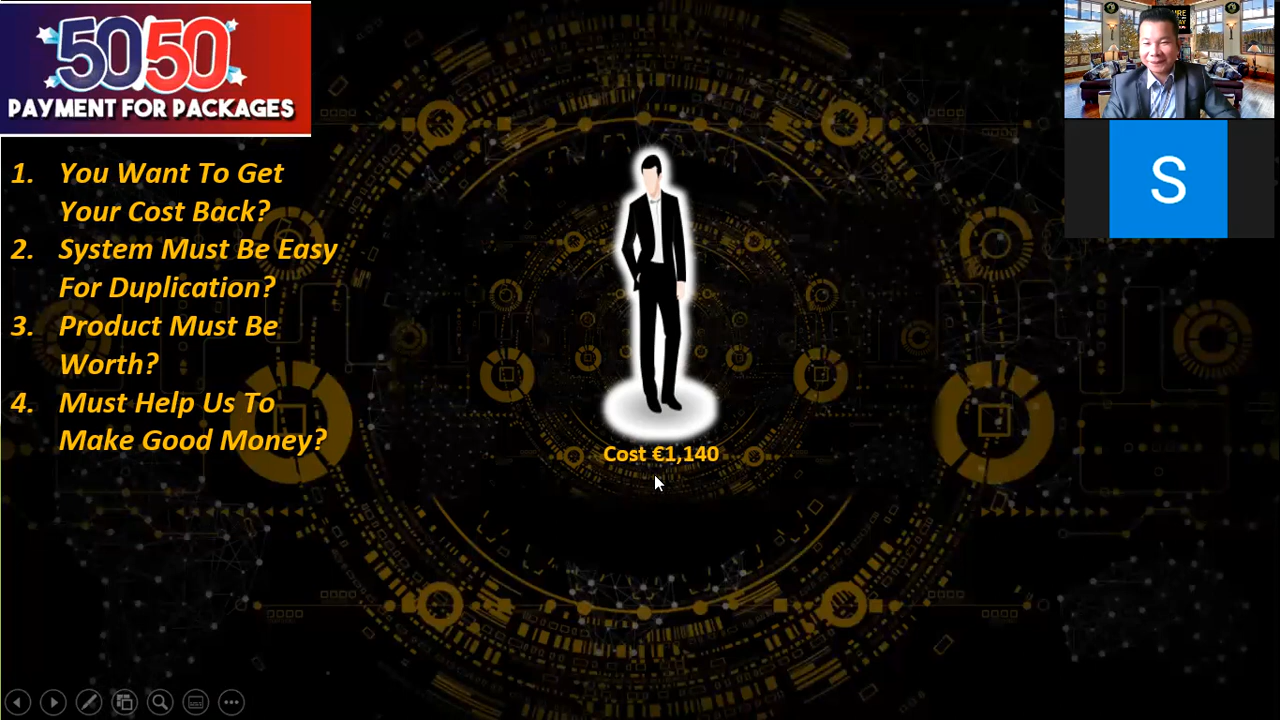 5050
PAYMENT FOR PACKAGES
1. You Want To Get
Your Cost Back?
2. System Must Be Easy
For Duplication?
3. Product Must Be
Worth?
4. Must Help Us To
Make Good Money?
Cost €1,140
S